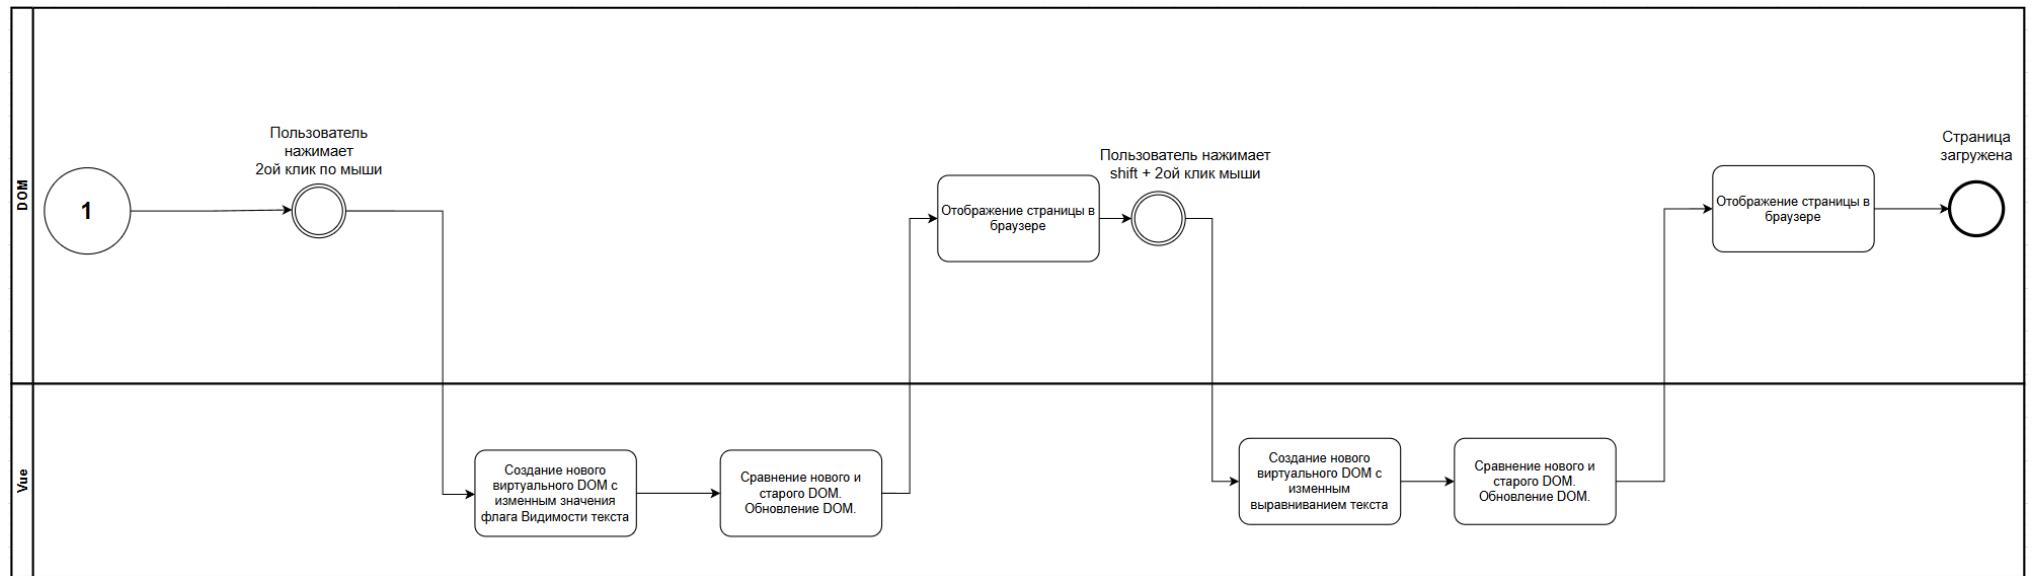 DOM
1
Пользователь
нажимает
2ой клик по мыши
Отображение страницы в
браузере
Пользователь нажимает
shift + 2ой клик мыши
Отображение страницы в
браузере
Страница
загружена
Vue
Создание нового
виртуального DOM с
изменным значения
флага Видимости текста
Сравнение нового и
старого DOM.
Обновление DOM.
Создание нового
виртуального DOM с
изменным
выравниванием текста
Сравнение нового и
старого DOM.
Обновление DOM.